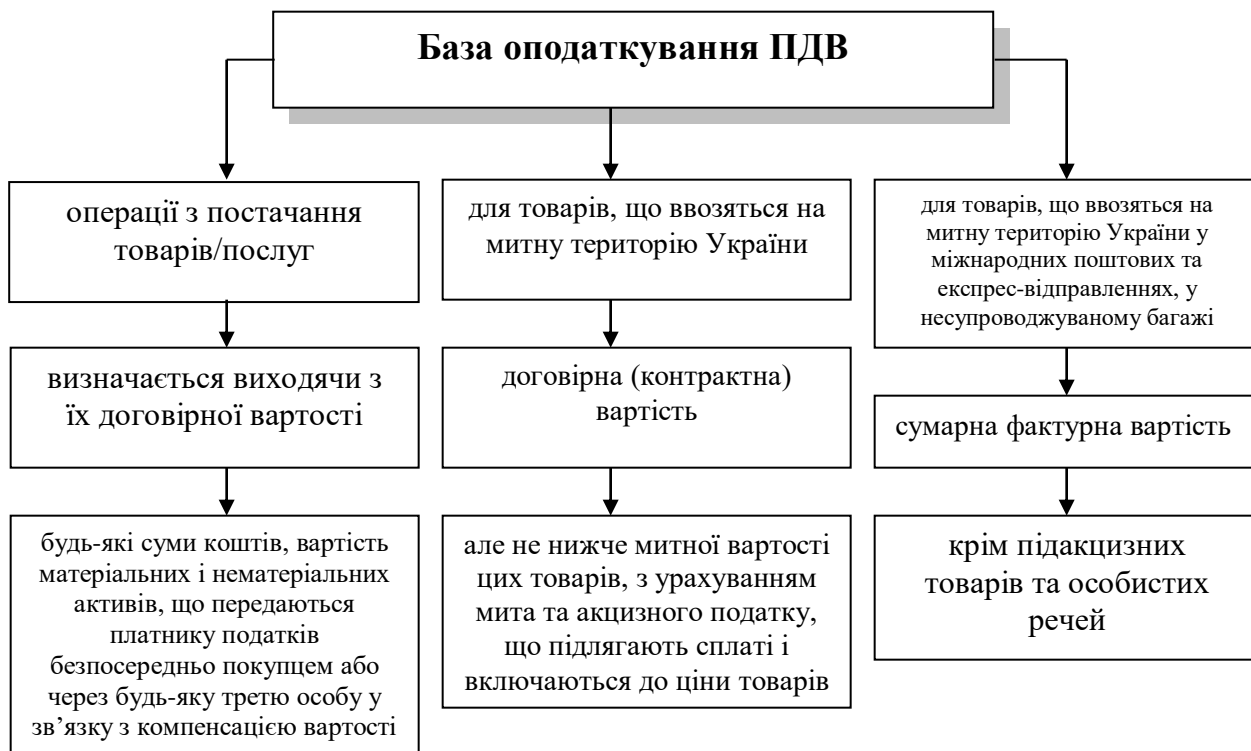 База оподаткування ПДВ
операції з постачання
товарів/послуг
визначається виходячи з
їх договірної вартості
будь-які суми коштів, вартість
матеріальних і нематеріальних
активів, що передаються
платнику податків
безпосередньо покупцем або
через будь-яку третю особу у
зв’язку з компенсацією вартості
для товарів, що ввозяться на
митну територію України
договірна (контрактна)
вартість
але не нижче митної вартості
цих товарів, з урахуванням
мита та акцизного податку,
що підлягають сплаті і
включаються до ціни товарів
для товарів, що ввозяться на
митну територію України у
міжнародних поштових та
експрес-відправленнях, у
несупроводжуваному багажі
сумарна фактурна вартість
крім підакцизних
товарів та особистих
речей